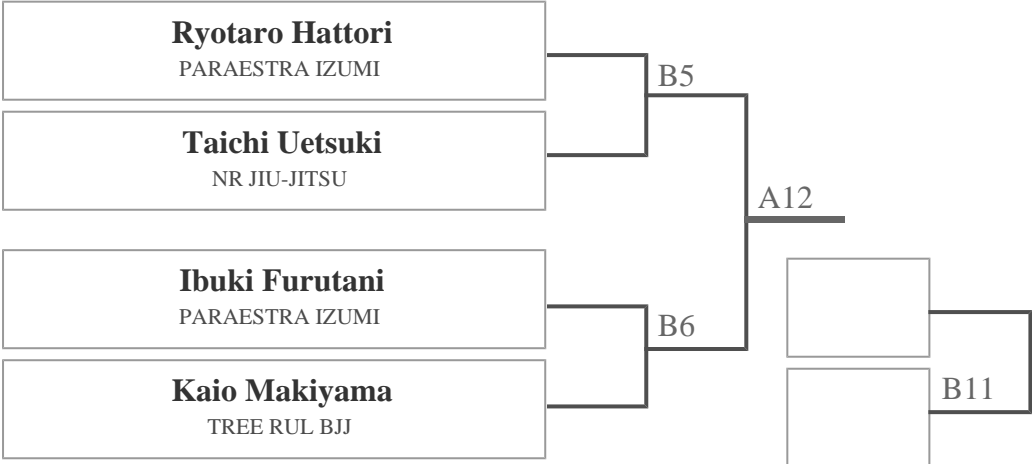 Ryotaro Hattori
PARAESTRA IZUMI
B5
Taichi Uetsuki
NR JIU-JITSU
A12
Ibuki Furutani
PARAESTRA IZUMI
B6
Kaio Makiyama
TREE RUL BJJ
B11